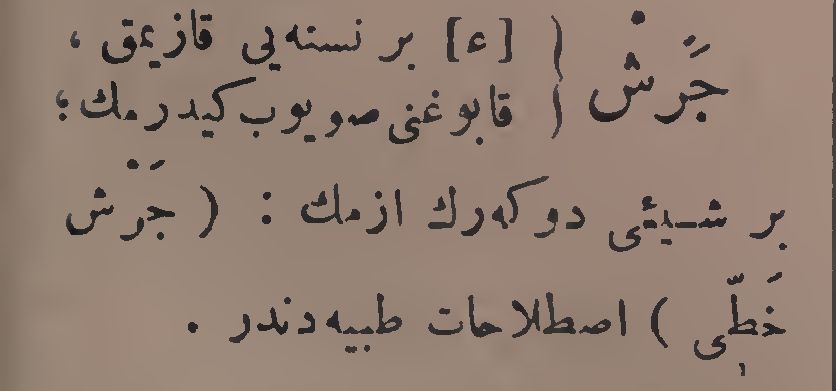 جَرْش { [ع] بر نسنه‌یی قازیمق ،
قابوغنی صویوب کیدرمك ؛
بر شیئی دوکه‌رك ازمك : ( جَرْش
خَطِّی ) اصطلاحات طبیه‌دندر .